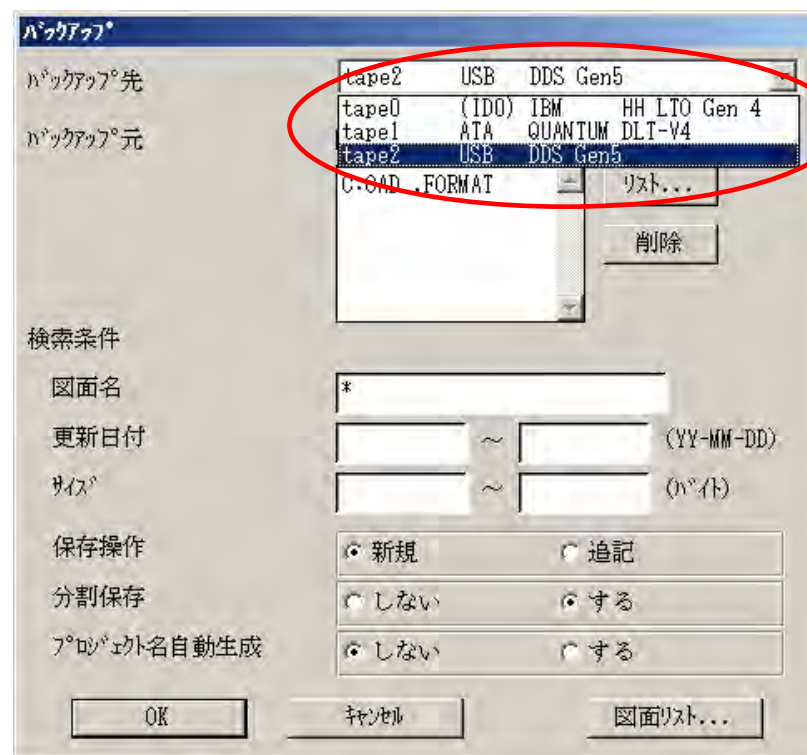 ﾊﾞｯｸｱｯﾌﾟ
ﾊﾞｯｸｱｯﾌﾟ先 tape2 USB DDS Gen5
tape0 (ID0) IBM HH LTO Gen 4
ﾊﾞｯｸｱｯﾌﾟ元 tape1 ATA QUANTUM DLT-V4
tape2 USB DDS Gen5
C:CAD .FORMAT ﾘｽﾄ...
削除
検索条件
図面名 *
更新日付 ～ (YY-MM-DD)
ｻｲｽﾞ ～ (ﾊﾞｲﾄ)
保存操作 新規 追記
分割保存 しない する
ﾌﾟﾛｼﾞｪｸﾄ名自動生成 しない する
OK ｷｬﾝｾﾙ 図面ﾘｽﾄ...